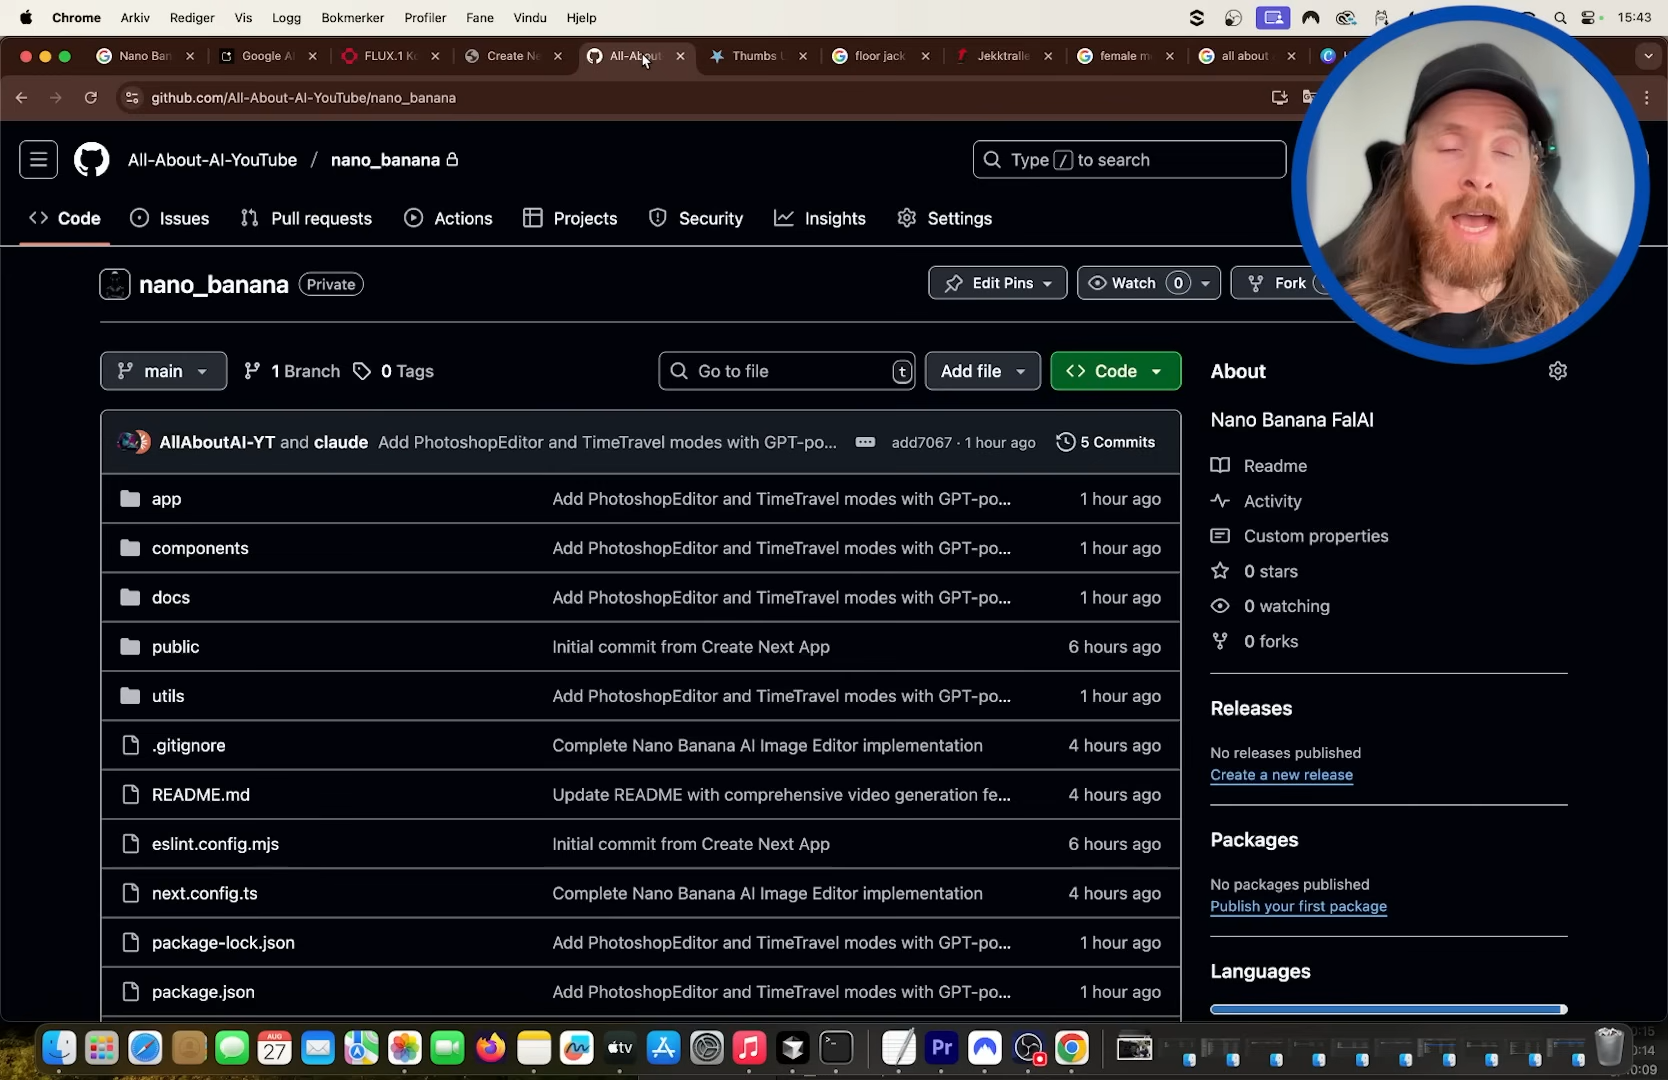 Chrome Arkiv Rediger Vis Logg Bokmerker Profiler Fane Vindu Hjelp 15:43
Nano Ban Google A FLUX.1 K Create Ne All-About Thumbs floor jack Jekktralle female m all about
github.com/All-About-AI-YouTube/nano_banana
All-About-AI-YouTube / nano_banana
Type / to search
Code Issues Pull requests Actions Projects Security Insights Settings
nano_banana Private
Edit Pins Watch 0 Fork
main 1 Branch 0 Tags
Go to file t Add file Code
About
Nano Banana FalAI
AllAboutAI-YT and claude Add PhotoshopEditor and TimeTravel modes with GPT-po... add7067 · 1 hour ago 5 Commits
app Add PhotoshopEditor and TimeTravel modes with GPT-po... 1 hour ago
components Add PhotoshopEditor and TimeTravel modes with GPT-po... 1 hour ago
docs Add PhotoshopEditor and TimeTravel modes with GPT-po... 1 hour ago
public Initial commit from Create Next App 6 hours ago
utils Add PhotoshopEditor and TimeTravel modes with GPT-po... 1 hour ago
.gitignore Complete Nano Banana AI Image Editor implementation 4 hours ago
README.md Update README with comprehensive video generation fe... 4 hours ago
eslint.config.mjs Initial commit from Create Next App 6 hours ago
next.config.ts Complete Nano Banana AI Image Editor implementation 4 hours ago
package-lock.json Add PhotoshopEditor and TimeTravel modes with GPT-po... 1 hour ago
package.json Add PhotoshopEditor and TimeTravel modes with GPT-po... 1 hour ago
Readme
Activity
Custom properties
0 stars
0 watching
0 forks
Releases
No releases published
Create a new release
Packages
No packages published
Publish your first package
Languages
AUG
27
tv
Pr